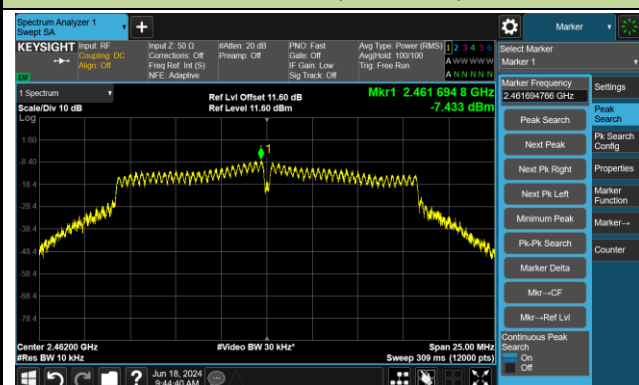 Spectrum Analyzer 1
Swept SA
Marker
KEYSIGHT
Input: RF
Coupling: DC
Align: Off
Input Z: 50 Ω
Corrections: Off
Freq Ref: Int (S)
NFE: Adaptive
#Atten: 20 dB
Preamp: Off
PNO: Fast
Gate: Off
IF Gain: Low
Sig Track: Off
Avg Type: Power (RMS)
Avg|Hold: 100/100
Trig: Free Run
1 2 3 4 5 6
A W W W W W
A N N N N N
LVI
Select Marker
Marker 1
1 Spectrum
Scale/Div 10 dB
Log
Ref Lvl Offset 11.60 dB
Ref Level 11.60 dBm
Mkr1 2.461 694 8 GHz
-7.433 dBm
1
1.60
-8.40
-18.4
-28.4
-38.4
-48.4
-58.4
-68.4
-78.4
Center 2.46200 GHz
#Res BW 10 kHz
#Video BW 30 kHz*
Span 25.00 MHz
Sweep 309 ms (12000 pts)
Marker Frequency
2.461694766 GHz
Peak Search
Next Peak
Next Pk Right
Next Pk Left
Minimum Peak
Pk-Pk Search
Marker Delta
Mkr→CF
Mkr→Ref Lvl
Continuous Peak
Search
On
Off
Settings
Peak
Search
Pk Search
Config
Properties
Marker
Function
Marker→
Counter
?
Jun 18, 2024
9:44:40 AM